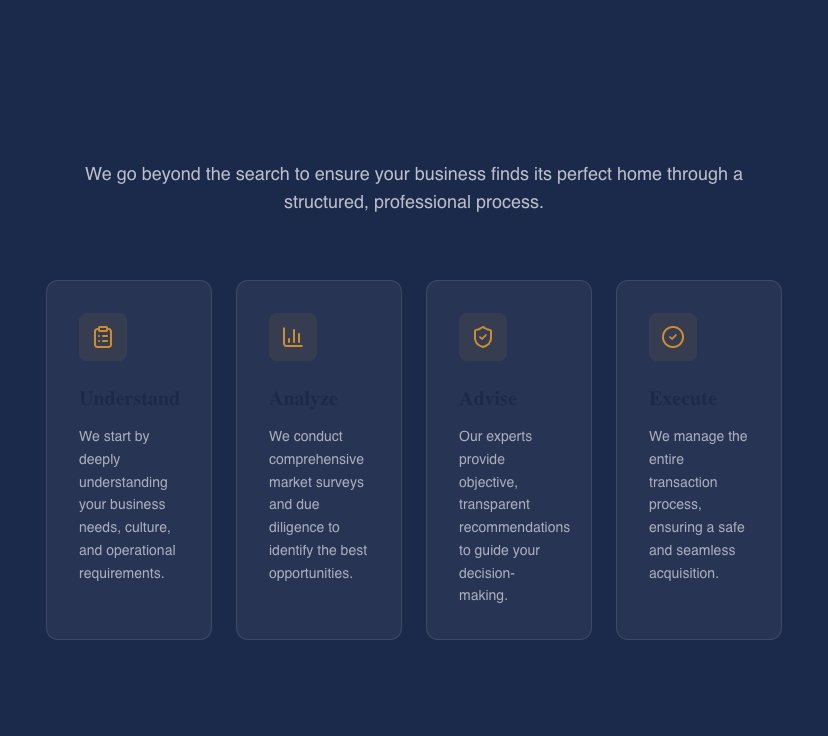 We go beyond the search to ensure your business finds its perfect home through a
structured, professional process.
Understand
We start by
deeply
understanding
your business
needs, culture,
and operational
requirements.
Analyze
We conduct
comprehensive
market surveys
and due
diligence to
identify the best
opportunities.
Advise
Our experts
provide
objective,
transparent
recommendations
to guide your
decision-
making.
Execute
We manage the
entire
transaction
process,
ensuring a safe
and seamless
acquisition.